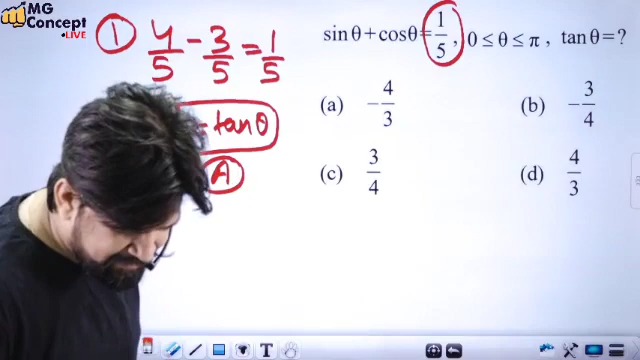 MG
Concept
.LIVE
① 4/5 - 3/5 = 1/5
sinθ + cosθ = 1/5, 0 ≤ θ ≤ π, tanθ = ?
(a) -4/3 (b) -3/4
= tanθ
A
(c) 3/4 (d) 4/3
T